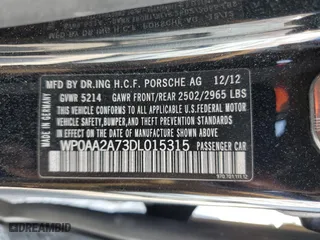 MFD BY DR.ING H.C.F. PORSCHE AG 12/12
GVWR 5214 GAWR FRONT/REAR 2502/2965 LBS
THIS VEHICLE CONFORMS TO ALL APPLICABLE U.S. FEDERAL MOTOR VEHICLE
SAFETY, BUMPER, AND THEFT PREVENTION STANDARDS IN
EFFECT ON THE DATE OF MANUFACTURE SHOWN ABOVE.
WP0AA2A73DL015315 PASSENGER CAR
MADE IN GERMANY